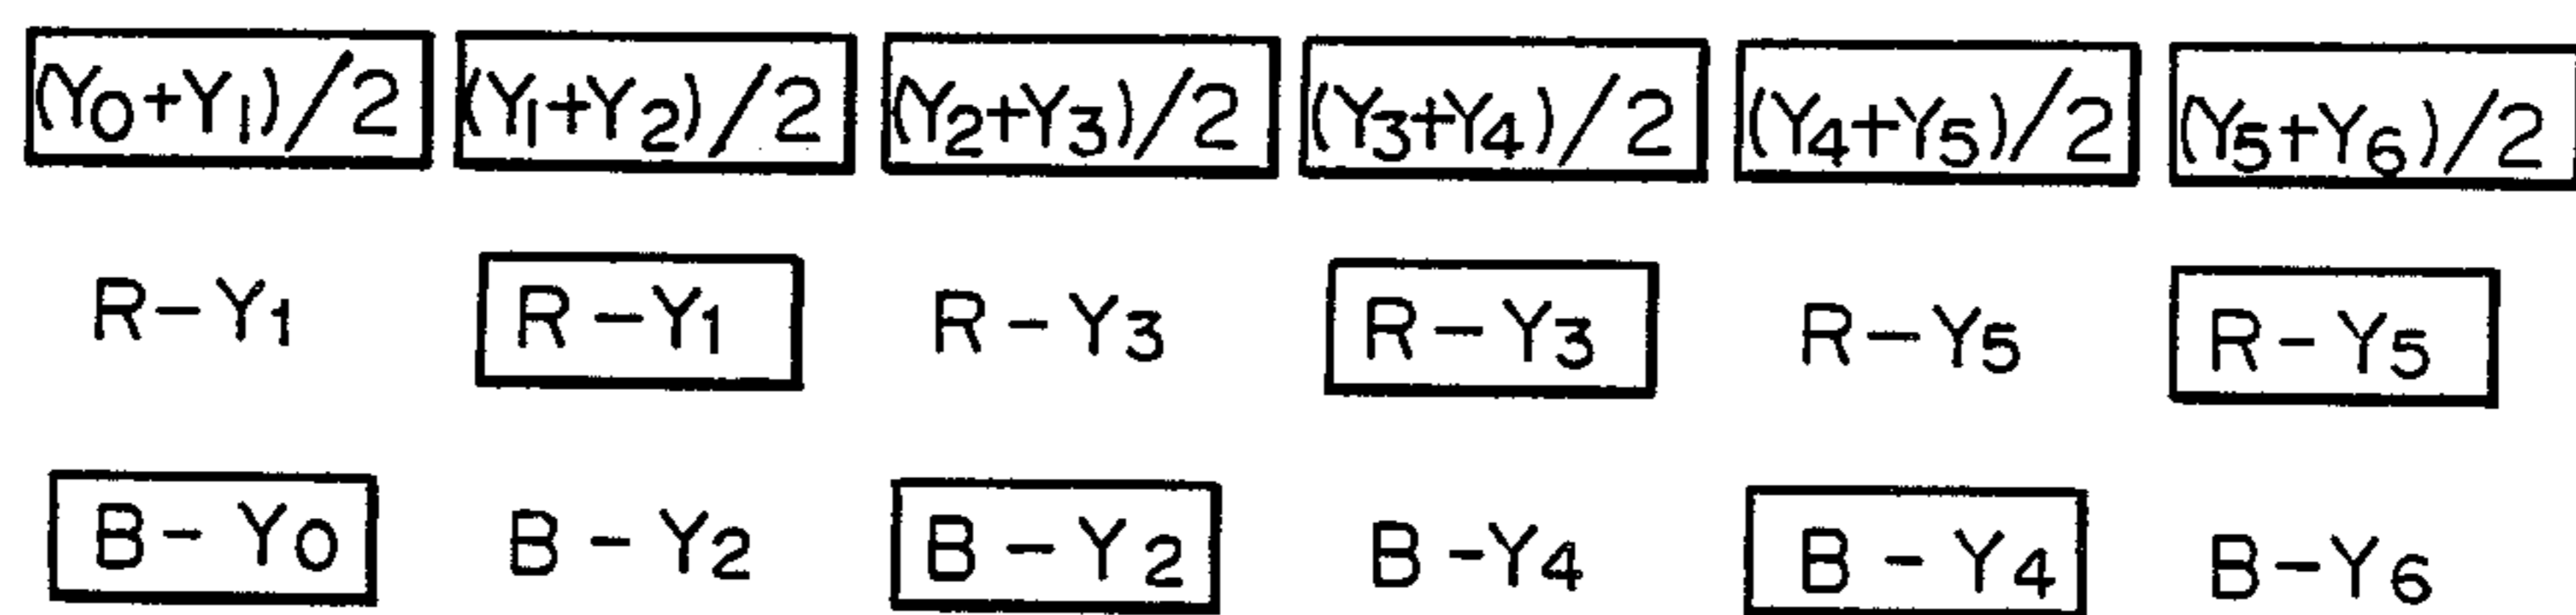 (Y0+Y1)/2 (Y1+Y2)/2 (Y2+Y3)/2 (Y3+Y4)/2 (Y4+Y5)/2 (Y5+Y6)/2
R-Y1 R-Y1 R-Y3 R-Y3 R-Y5 R-Y5
B-Y0 B-Y2 B-Y2 B-Y4 B-Y4 B-Y6